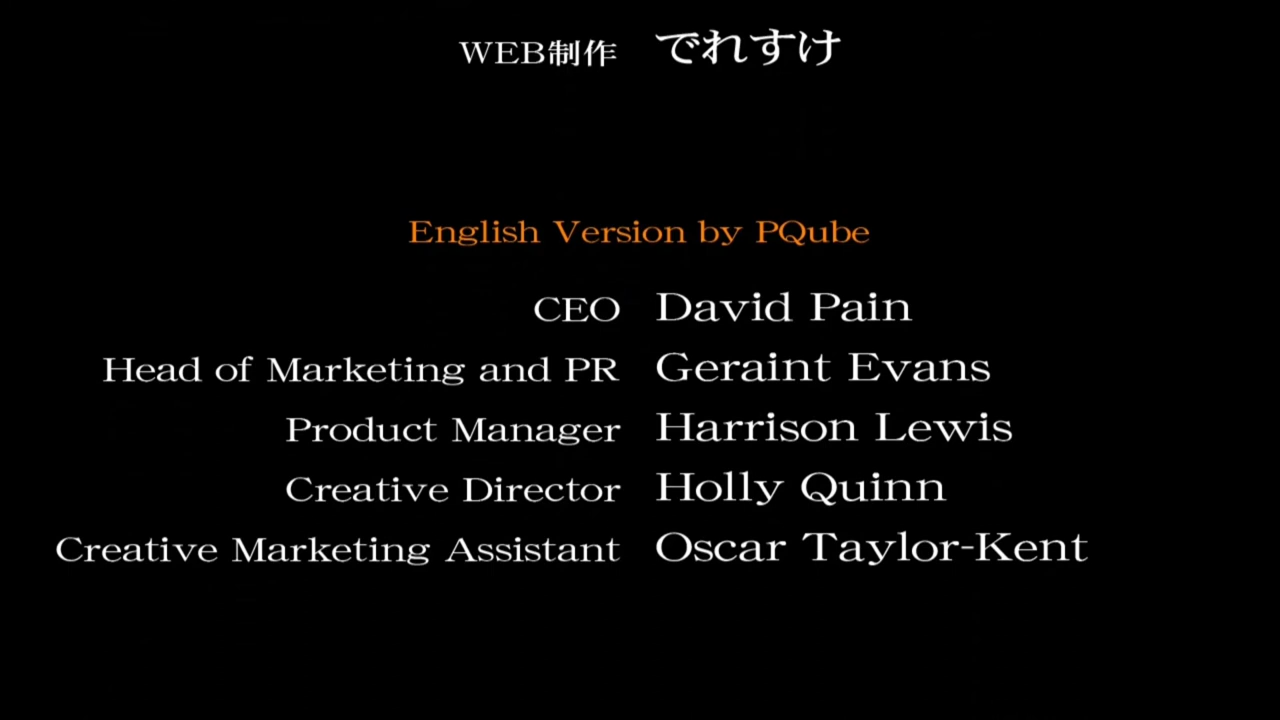 WEB制作 でれすけ
English Version by PQube
CEO David Pain
Head of Marketing and PR Geraint Evans
Product Manager Harrison Lewis
Creative Director Holly Quinn
Creative Marketing Assistant Oscar Taylor-Kent